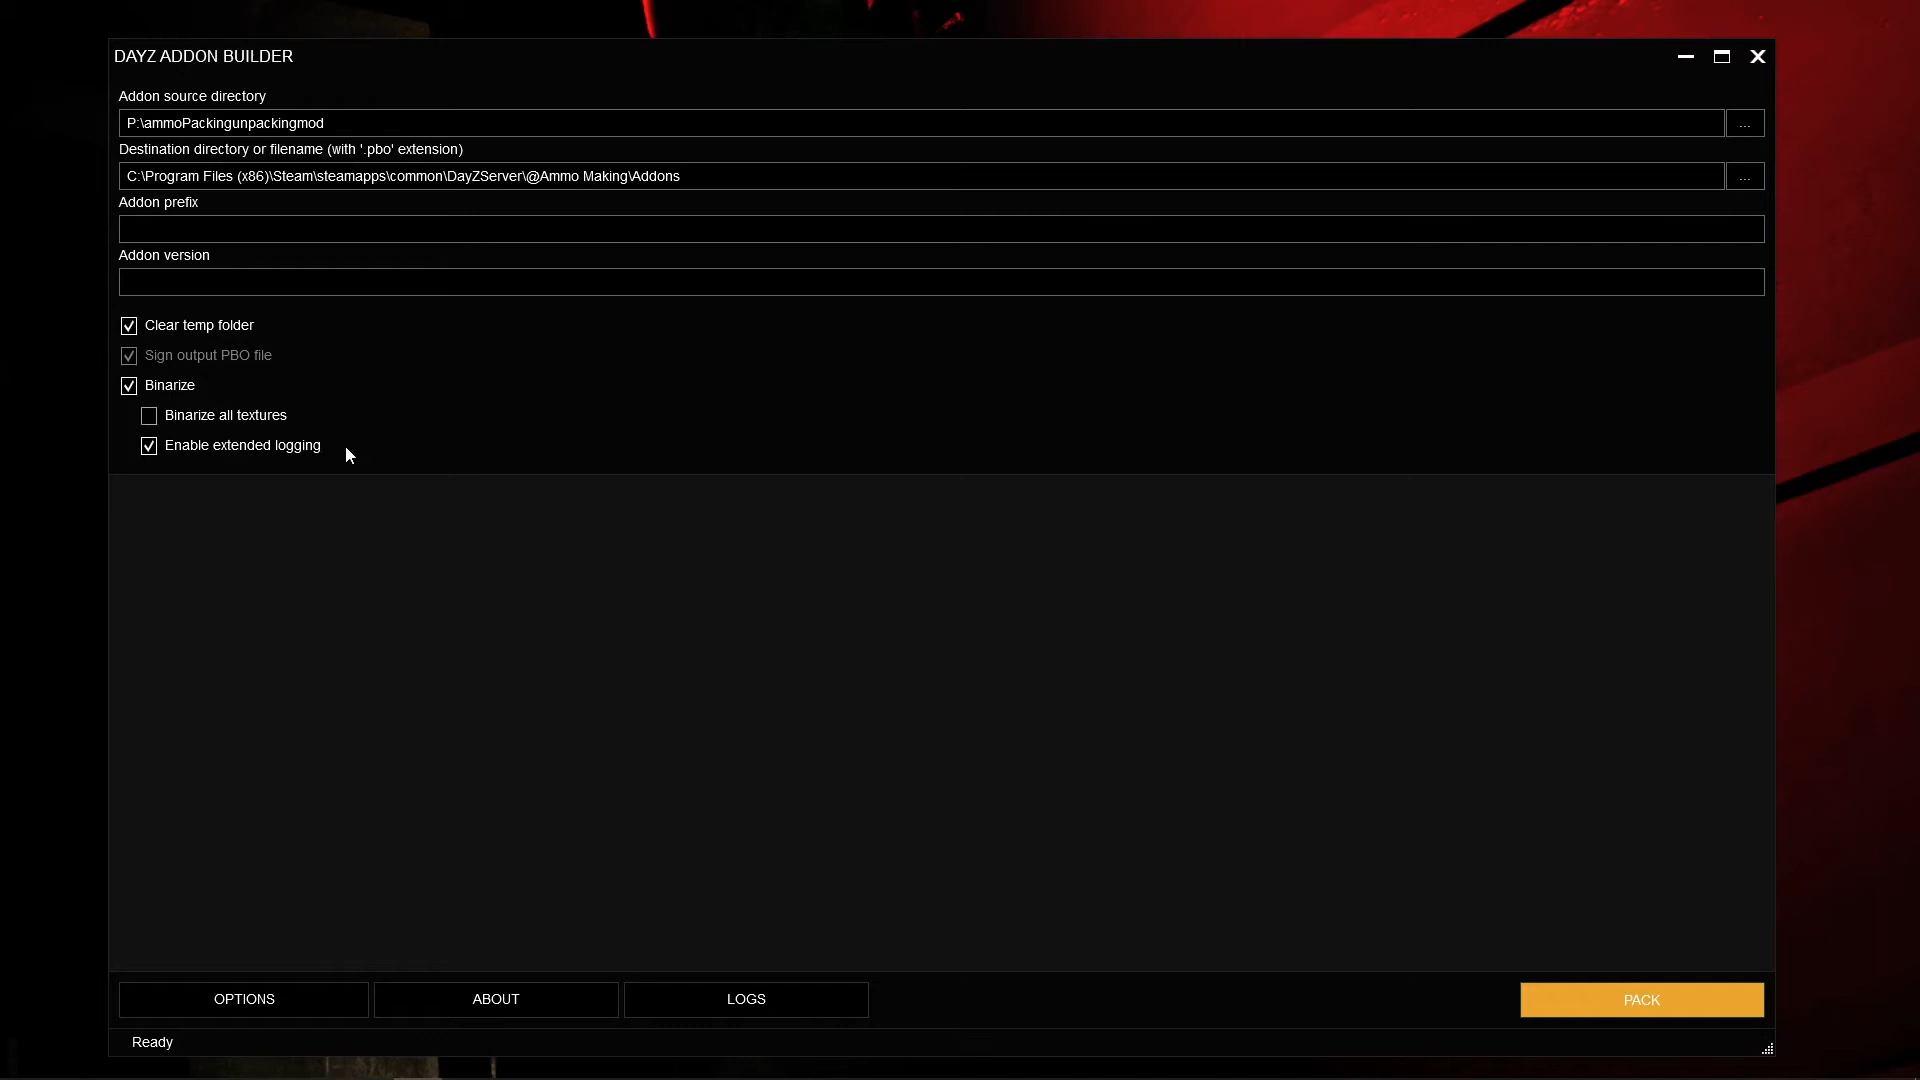 DAYZ ADDON BUILDER
Addon source directory
P:\ammoPackingunpackingmod
...
Destination directory or filename (with '.pbo' extension)
C:\Program Files (x86)\Steam\steamapps\common\DayZServer\@Ammo Making\Addons
...
Addon prefix
Addon version
Clear temp folder
Sign output PBO file
Binarize
Binarize all textures
Enable extended logging
OPTIONS ABOUT LOGS PACK
Ready